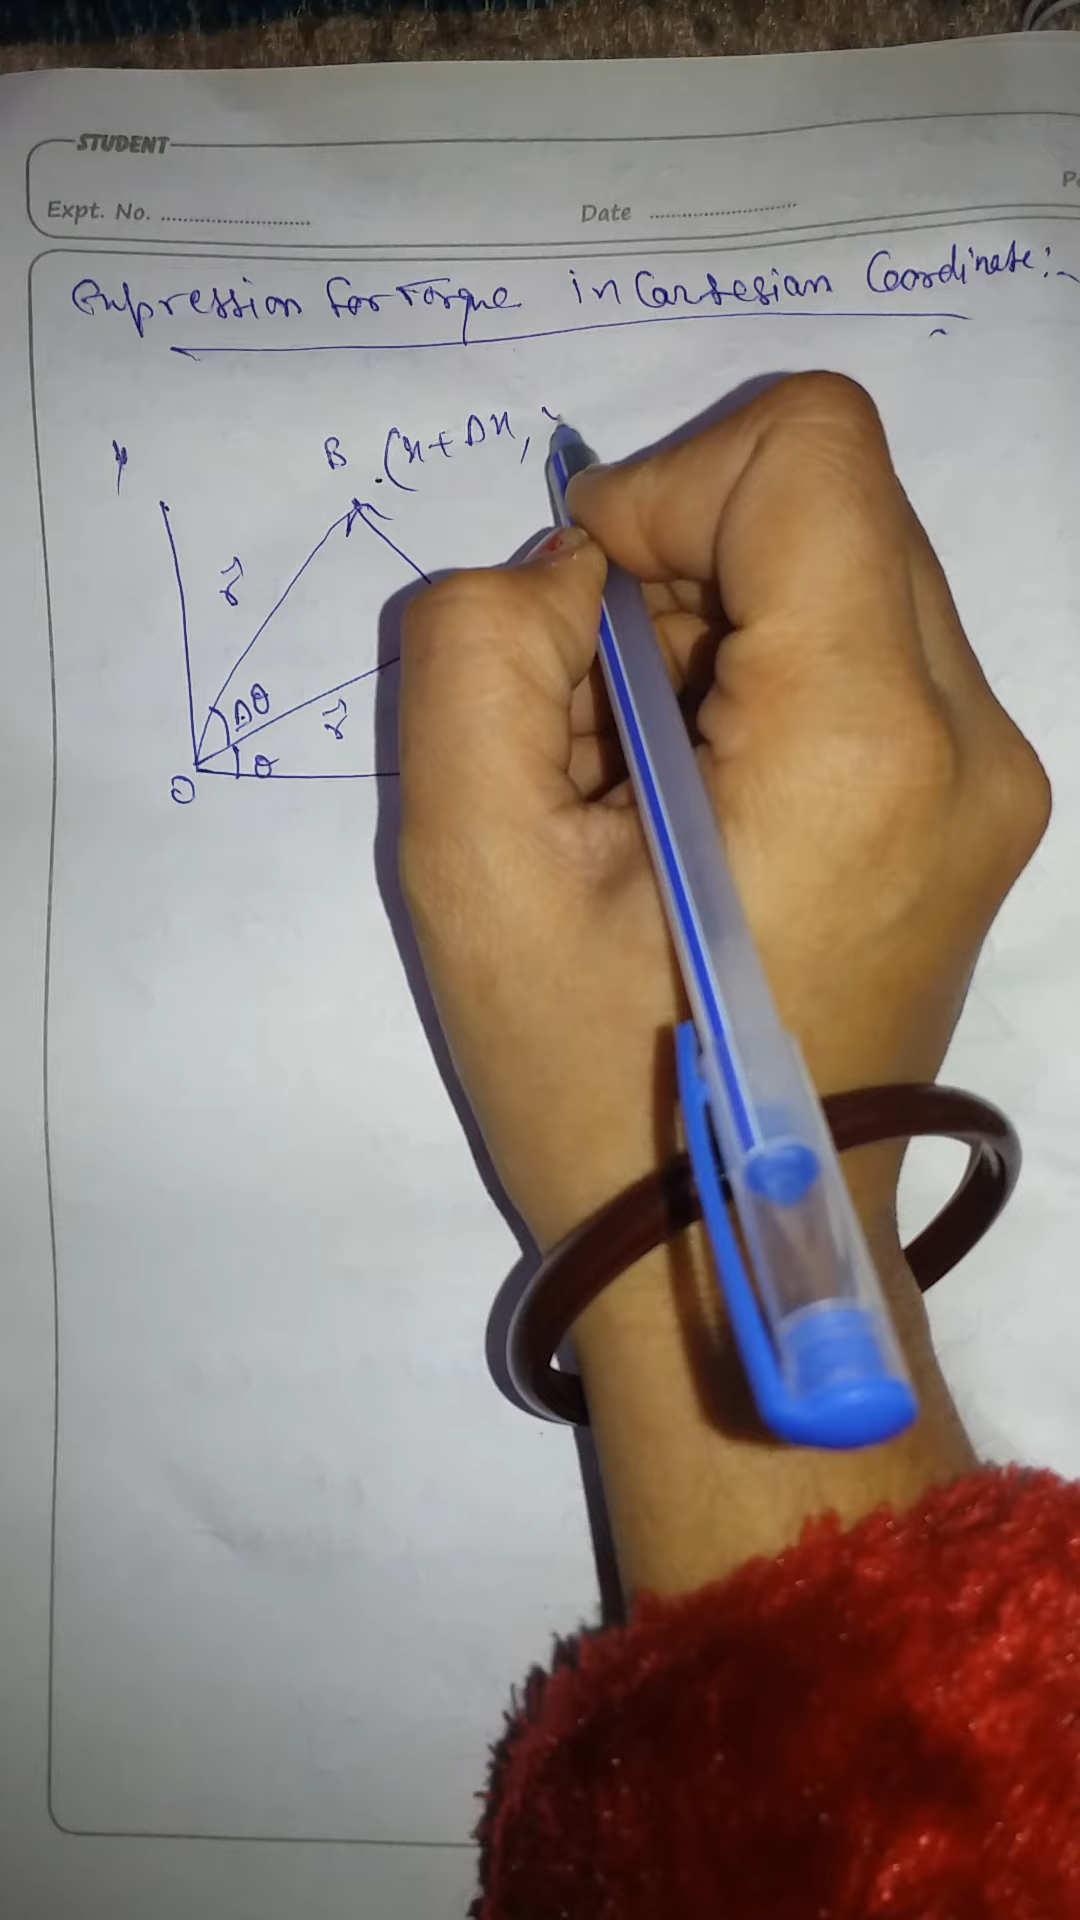 STUDENT
Expt. No. ........................
Date ........................
Expression for Torque in Cartesian Coordinate:-
y
B (x+Δx,
r⃗
Δθ
r⃗
θ
O